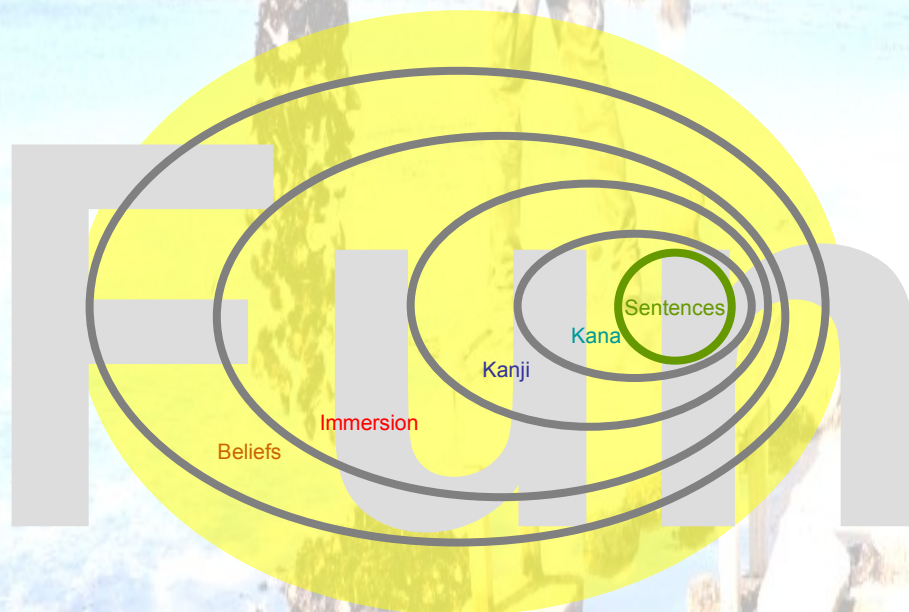 Fun
Sentences
Kana
Kanji
Immersion
Beliefs